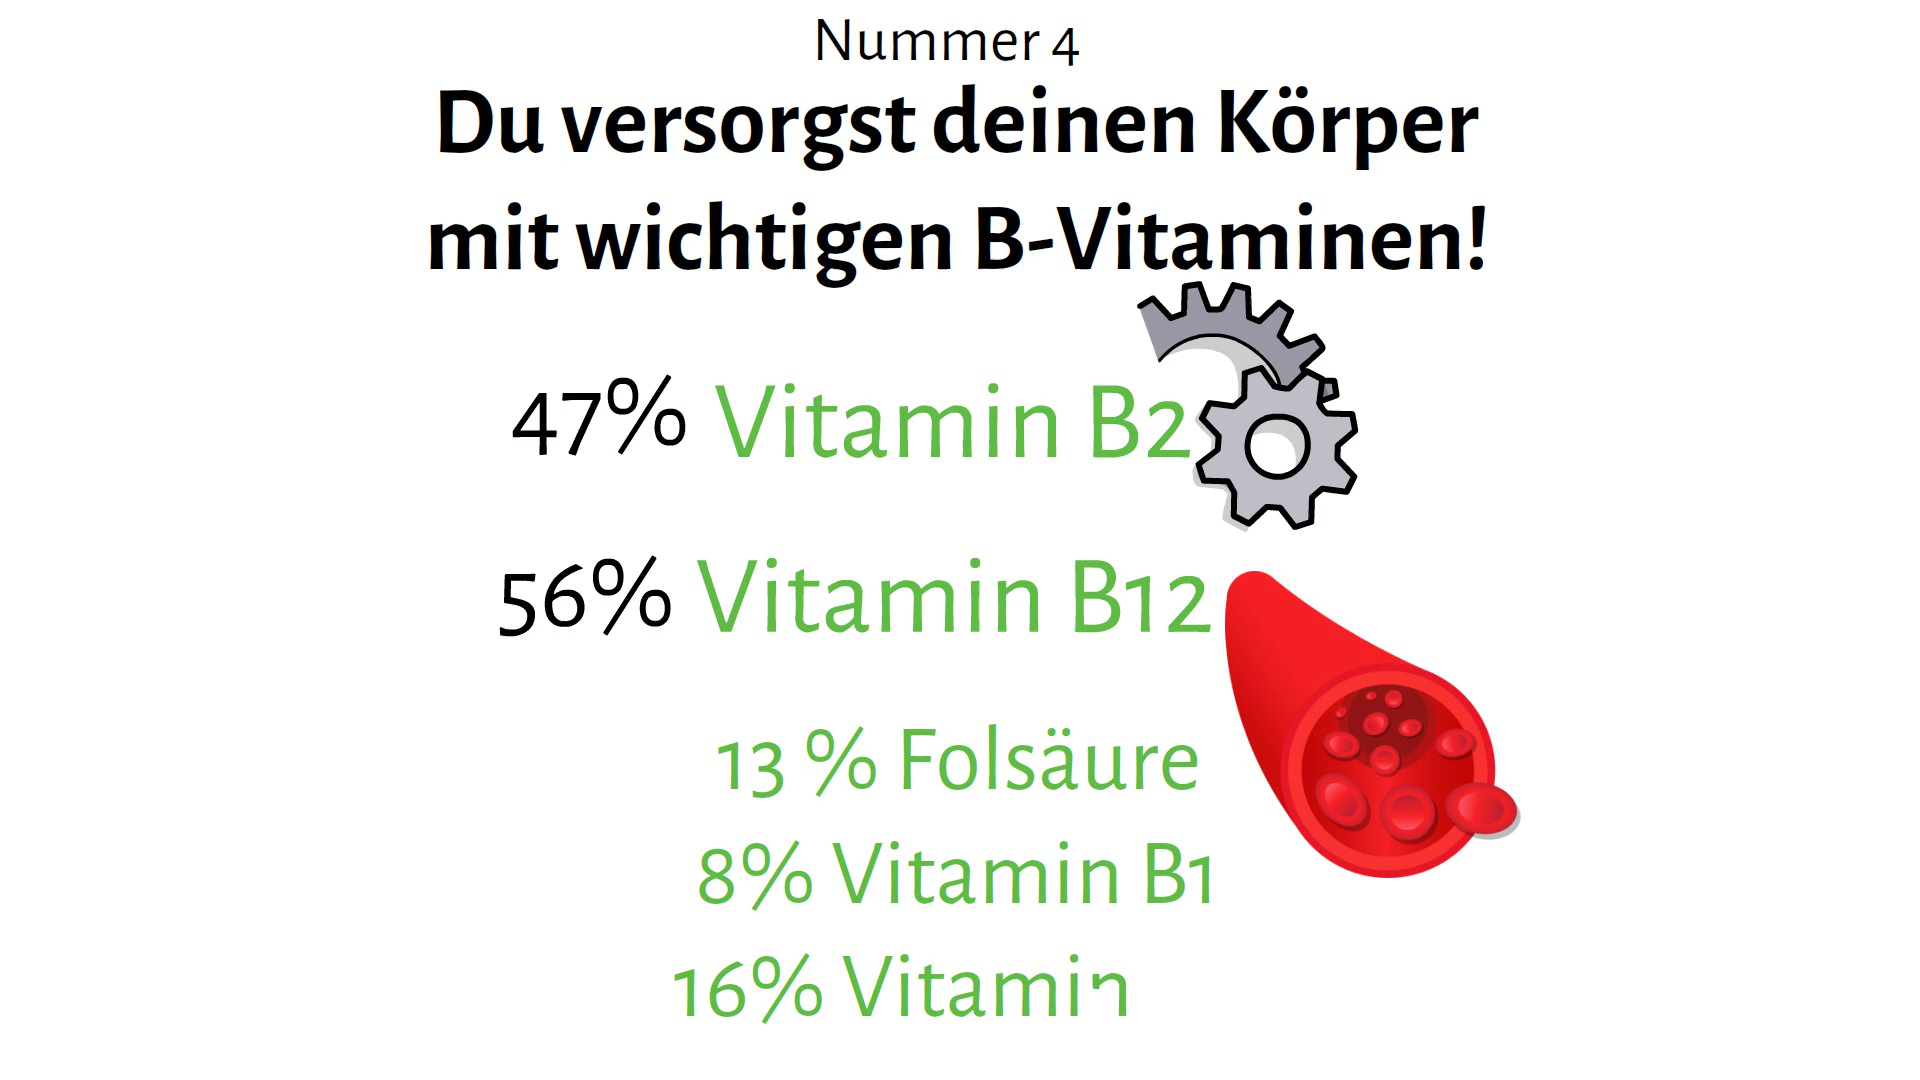 Nummer 4
Du versorgst deinen Körper
mit wichtigen B-Vitaminen!
47% Vitamin B2
56% Vitamin B12
13 % Folsäure
8% Vitamin B1
16% Vitamin